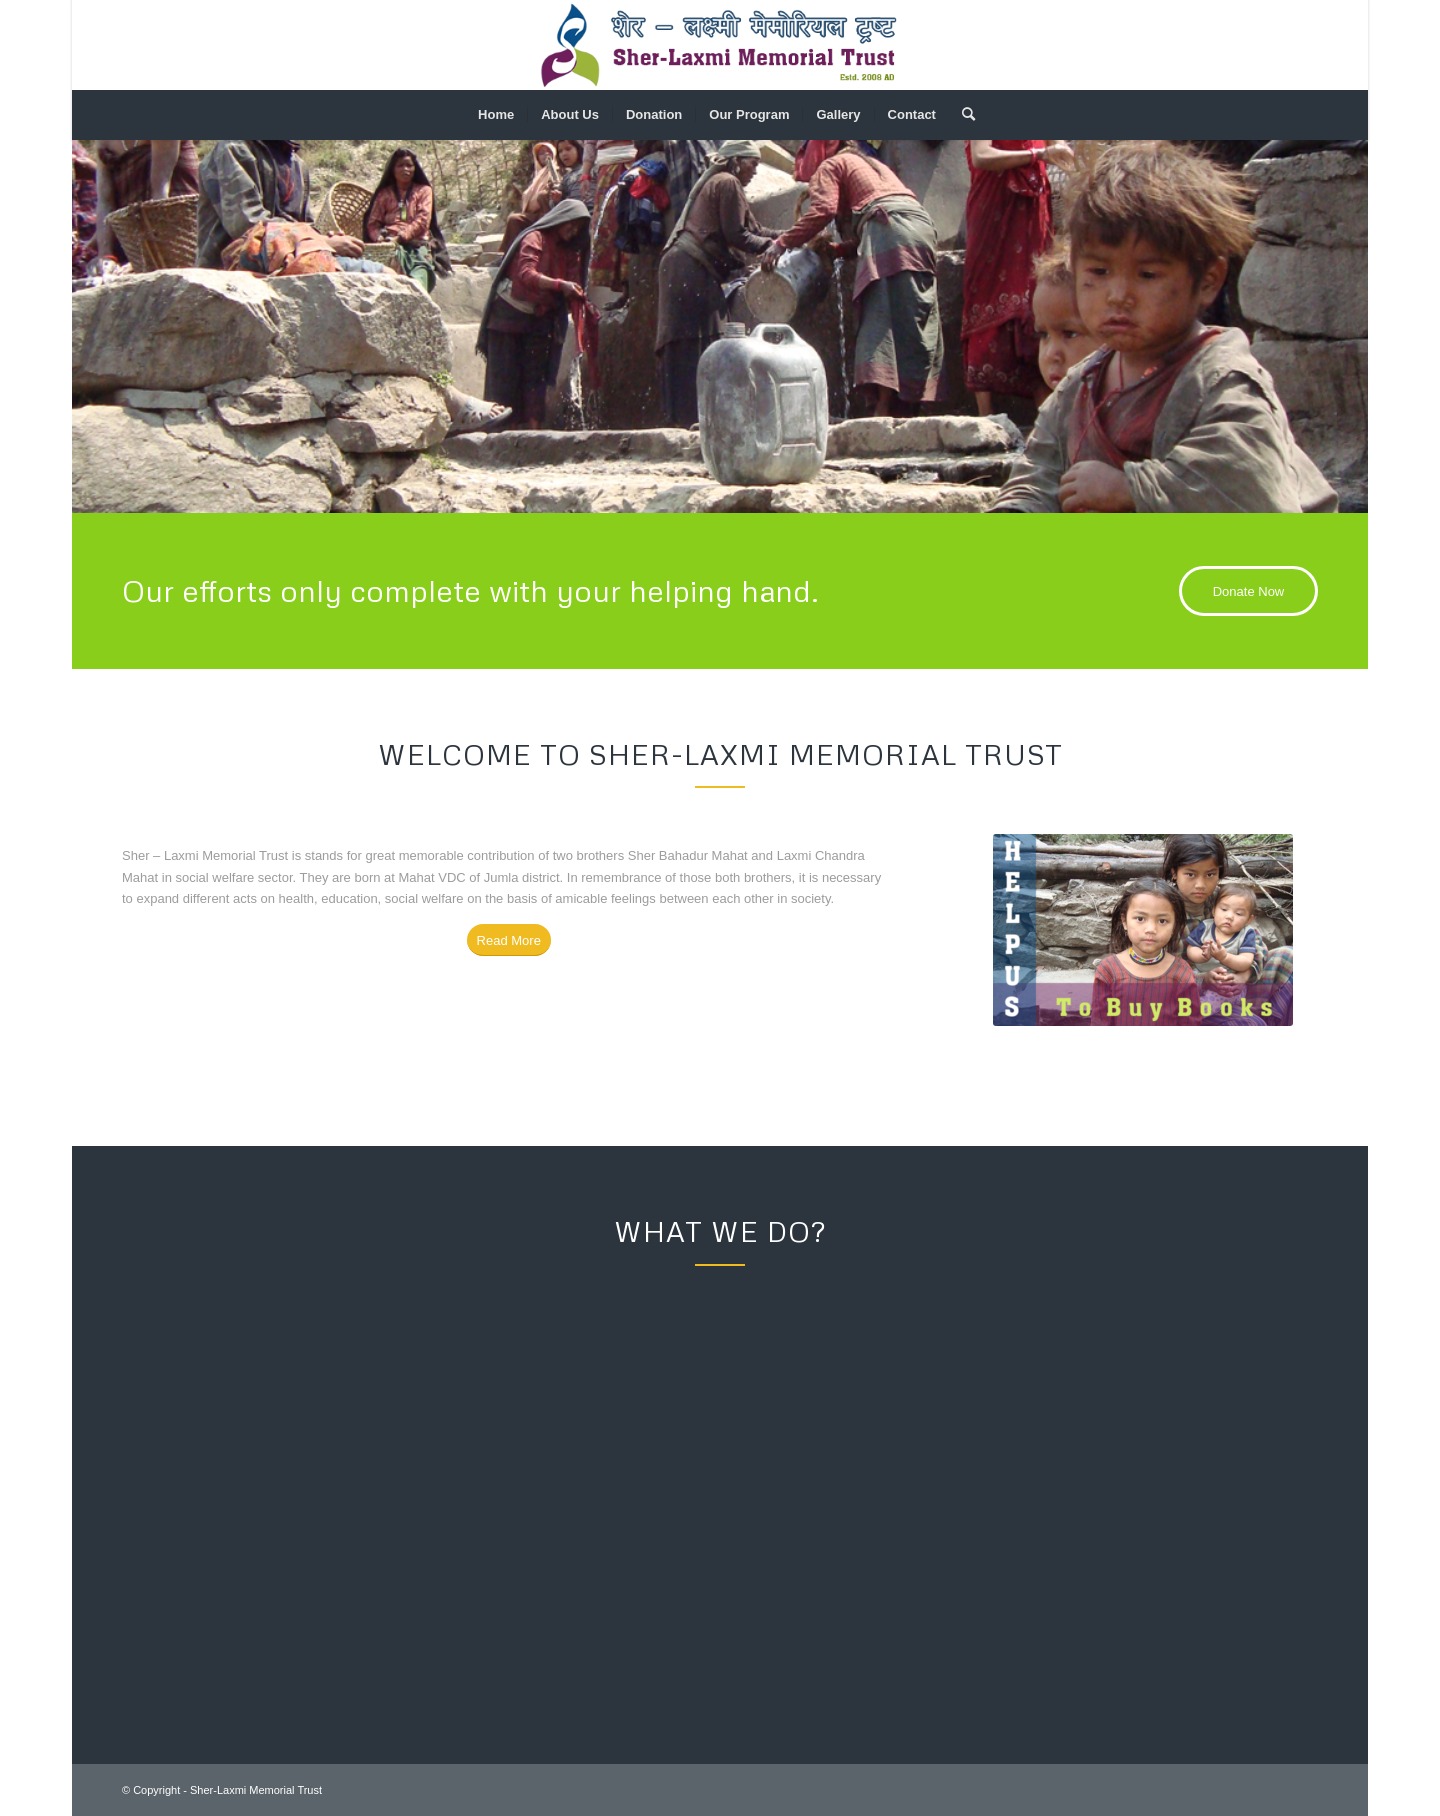 शेर – लक्ष्मी मेमोरियल ट्रष्ट
Sher-Laxmi Memorial Trust
Estd. 2008 AD
Home About Us Donation Our Program Gallery Contact
Our efforts only complete with your helping hand.
Donate Now
WELCOME TO SHER-LAXMI MEMORIAL TRUST
Sher – Laxmi Memorial Trust is stands for great memorable contribution of two brothers Sher Bahadur Mahat and Laxmi Chandra
Mahat in social welfare sector. They are born at Mahat VDC of Jumla district. In remembrance of those both brothers, it is necessary
to expand different acts on health, education, social welfare on the basis of amicable feelings between each other in society.
Read More
HELP US
To Buy Books
WHAT WE DO?
© Copyright - Sher-Laxmi Memorial Trust